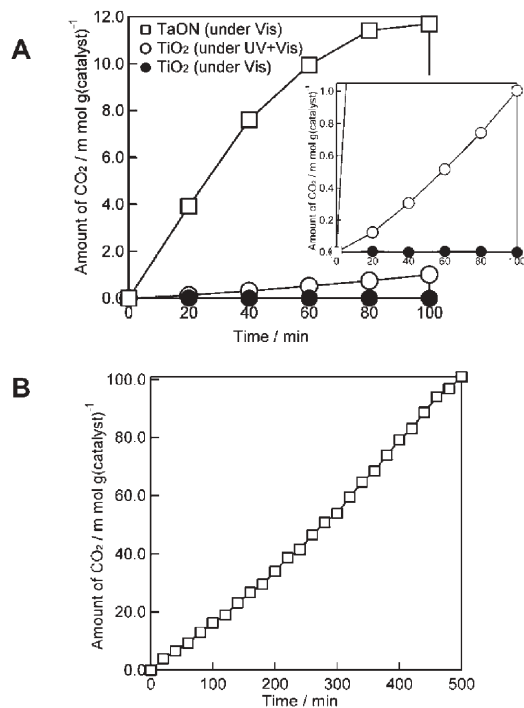 A
TaON (under Vis)
TiO2 (under UV+Vis)
TiO2 (under Vis)
Amount of CO2 / m mol g(catalyst)-1
12.0
10.0
8.0
6.0
4.0
2.0
0.0
0 20 40 60 80 100
Time / min
Amount of CO2 / m mol g(catalyst)-1
1.0
0.8
0.6
0.4
0.2
0.0
0 20 40 60 80 100
B
Amount of CO2 / m mol g(catalyst)-1
100.0
80.0
60.0
40.0
20.0
0.0
0 100 200 300 400 500
Time / min